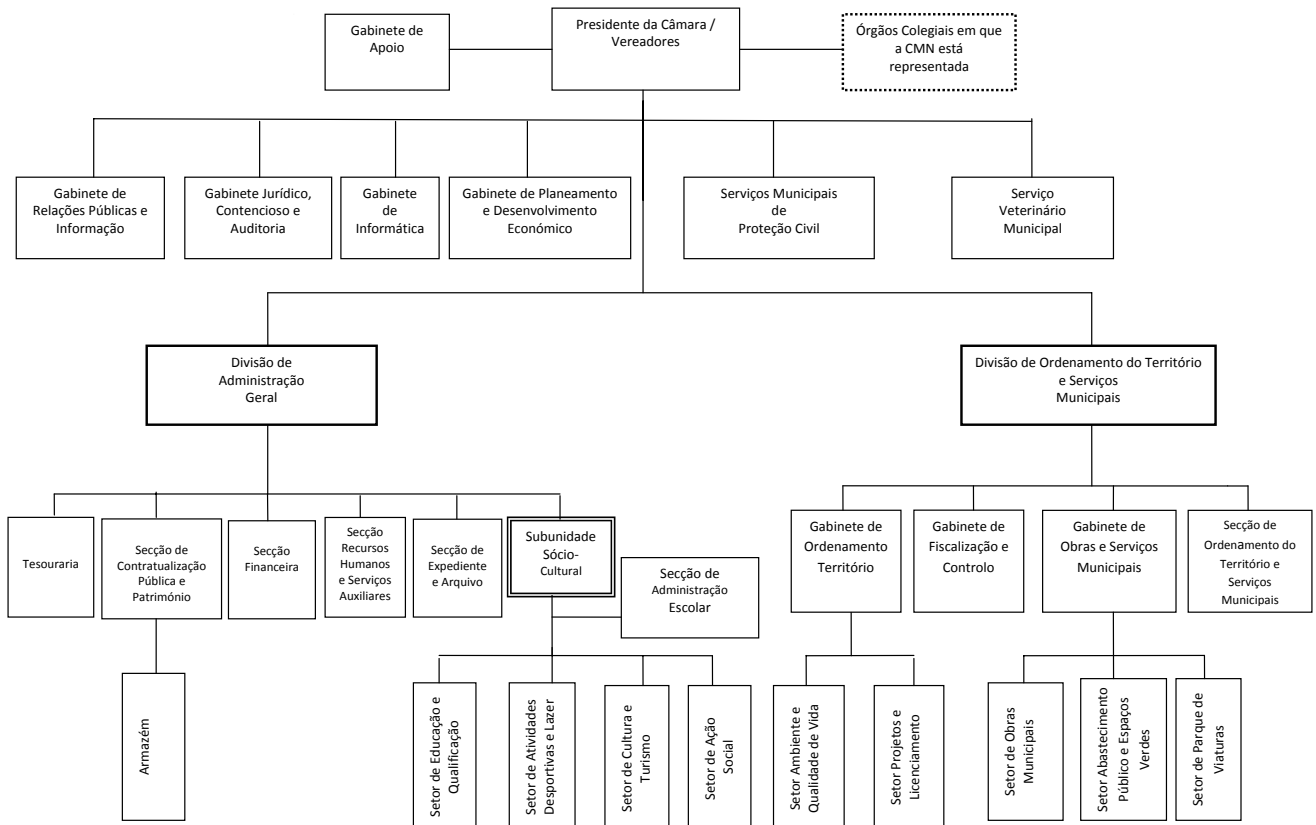 Gabinete de
Apoio
Presidente da Câmara /
Vereadores
Órgãos Colegiais em que
a CMN está
representada
Gabinete de
Relações Públicas e
Informação
Gabinete Jurídico,
Contencioso e
Auditoria
Gabinete
de
Informática
Gabinete de Planeamento
e Desenvolvimento
Económico
Serviços Municipais
de
Proteção Civil
Serviço
Veterinário
Municipal
Divisão de
Administração
Geral
Divisão de Ordenamento do Território
e Serviços
Municipais
Tesouraria
Secção de
Contratualização
Pública e
Património
Secção
Financeira
Secção
Recursos
Humanos
e Serviços
Auxiliares
Secção de
Expediente
e Arquivo
Subunidade
Sócio-
Cultural
Secção de
Administração
Escolar
Gabinete de
Ordenamento
Território
Gabinete de
Fiscalização e
Controlo
Gabinete de
Obras e Serviços
Municipais
Secção de
Ordenamento do
Território e
Serviços
Municipais
Armazém
Setor de Educação e
Qualificação
Setor de Atividades
Desportivas e Lazer
Setor de Cultura e
Turismo
Setor de Ação
Social
Setor Ambiente e
Qualidade de Vida
Setor Projetos e
Licenciamento
Setor de Obras
Municipais
Setor Abastecimento
Público e Espaços
Verdes
Setor de Parque de
Viaturas